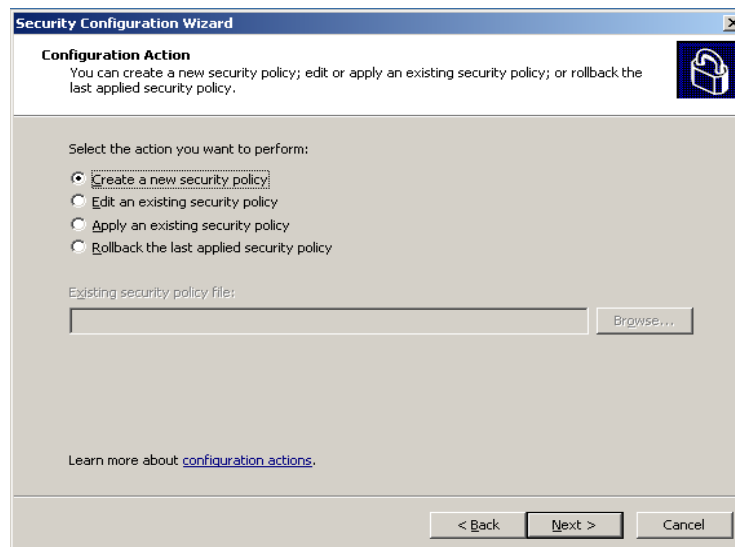 Security Configuration Wizard
Configuration Action
You can create a new security policy; edit or apply an existing security policy; or rollback the
last applied security policy.
Select the action you want to perform:
Create a new security policy
Edit an existing security policy
Apply an existing security policy
Rollback the last applied security policy
Existing security policy file:
Browse...
Learn more about configuration actions.
< Back Next > Cancel